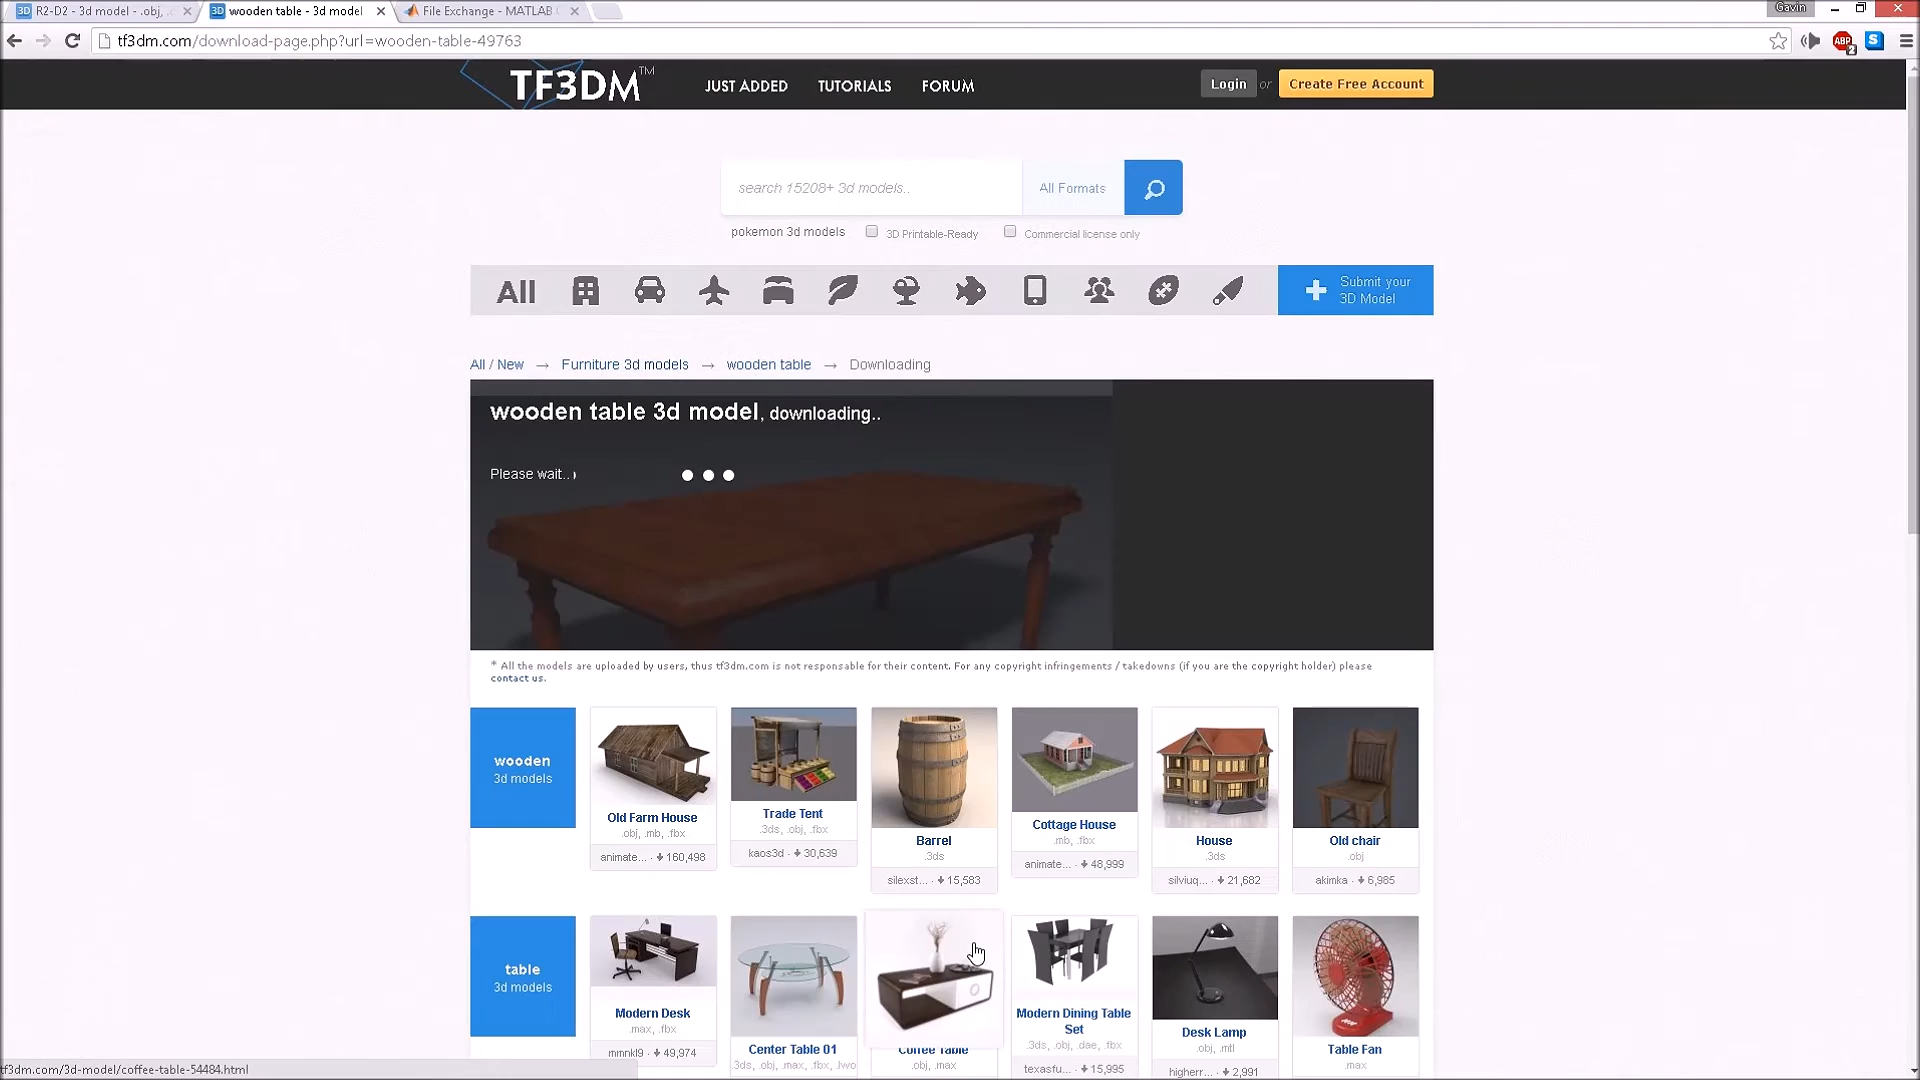 R2-D2 - 3d model - .obj, .
wooden table - 3d model
File Exchange - MATLAB C
Gavin
tf3dm.com/download-page.php?url=wooden-table-49763
ABP
2
S
TF3DM™
JUST ADDED
TUTORIALS
FORUM
Login or
Create Free Account
search 15208+ 3d models..
All Formats
pokemon 3d models
3D Printable-Ready
Commercial license only
All
Submit your
3D Model
All / New → Furniture 3d models → wooden table → Downloading
wooden table 3d model, downloading..
Please wait..
* All the models are uploaded by users, thus tf3dm.com is not responsible for their content. For any copyright infringements / takedowns (if you are the copyright holder) please
contact us.
wooden
3d models
Old Farm House
.obj, .mb, .fbx
animate... · 160,498
Trade Tent
.3ds, .obj, .fbx
kaos3d · 30,639
Barrel
.3ds
silexst... · 15,583
Cottage House
.mb, .fbx
animate... · 48,999
House
.3ds
silviuq... · 21,682
Old chair
.obj
akimka · 6,985
table
3d models
Modern Desk
.max, .fbx
mmnkl9 · 49,974
Center Table 01
.3ds, .obj, .max, .fbx, .lwo
Coffee Table
.obj, .max
Modern Dining Table
Set
.3ds, .obj, .dae, .fbx
texasfu... · 15,995
Desk Lamp
.obj, .mtl
higherr... · 2,991
Table Fan
.max
tf3dm.com/3d-model/coffee-table-54484.html